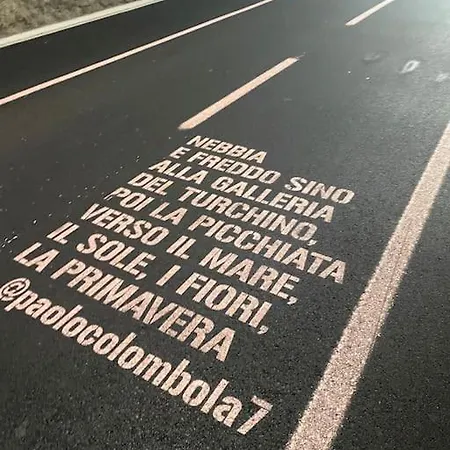 NEBBIA
E FREDDO SINO
ALLA GALLERIA
DEL TURCHINO,
POI LA PICCHIATA
VERSO IL MARE,
IL SOLE, I FIORI,
LA PRIMAVERA
@paolocolombola7